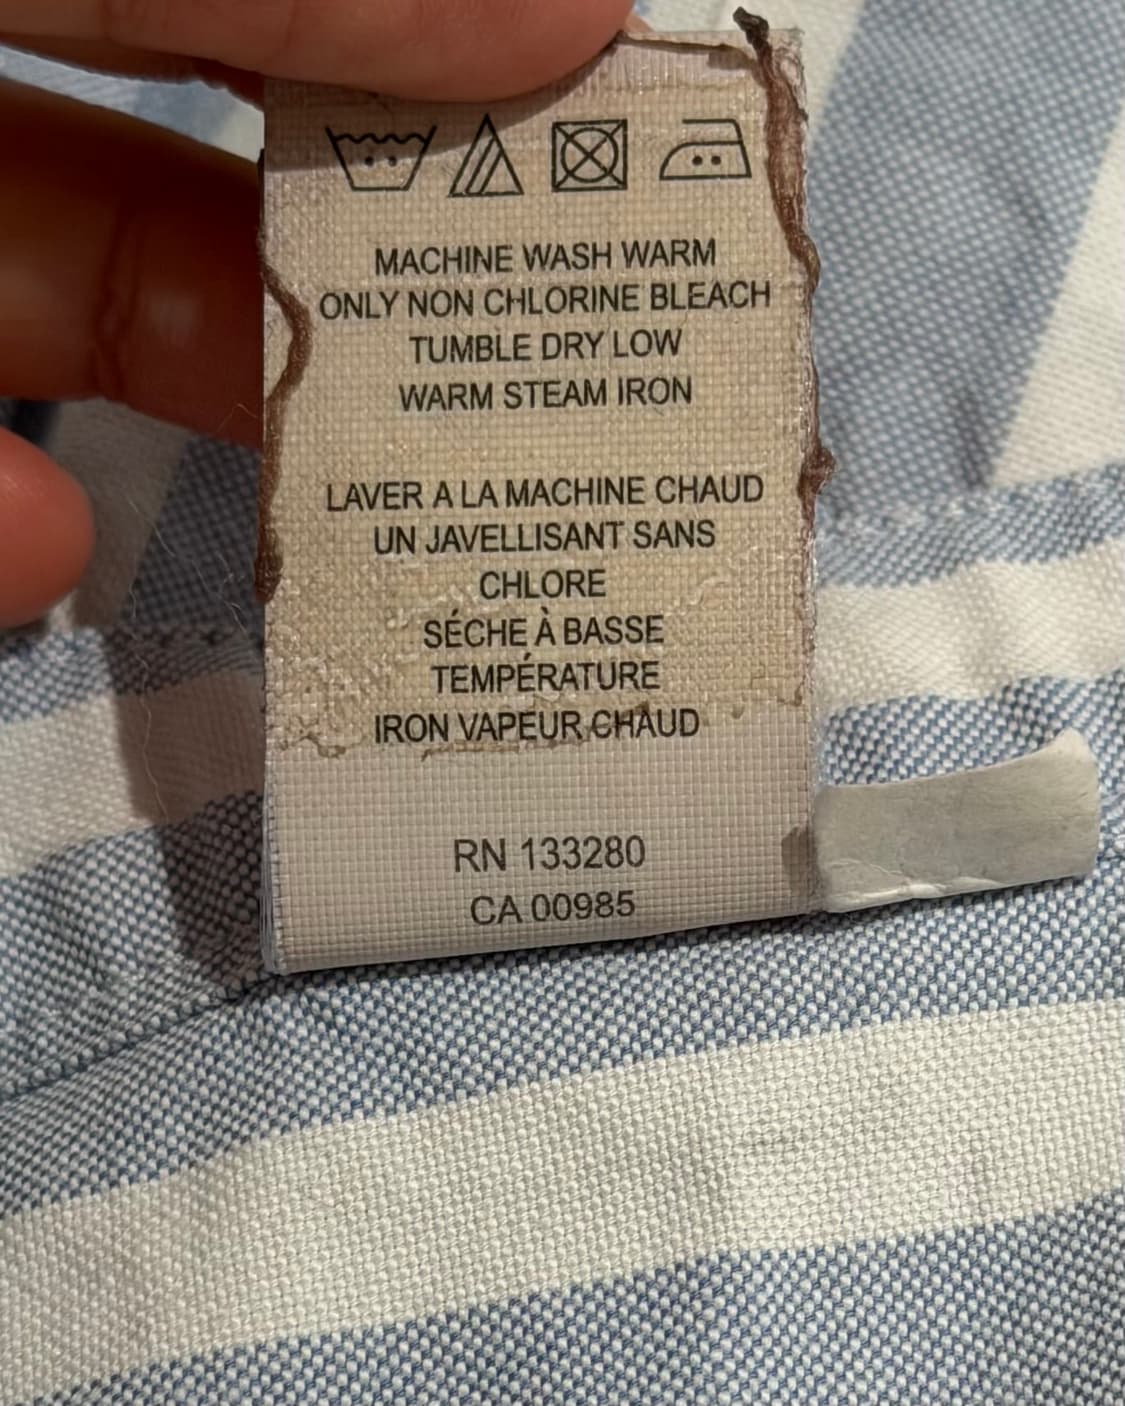 MACHINE WASH WARM
ONLY NON CHLORINE BLEACH
TUMBLE DRY LOW
WARM STEAM IRON
LAVER A LA MACHINE CHAUD
UN JAVELLISANT SANS
CHLORE
SÉCHE À BASSE
TEMPÉRATURE
IRON VAPEUR CHAUD
RN 133280
CA 00985